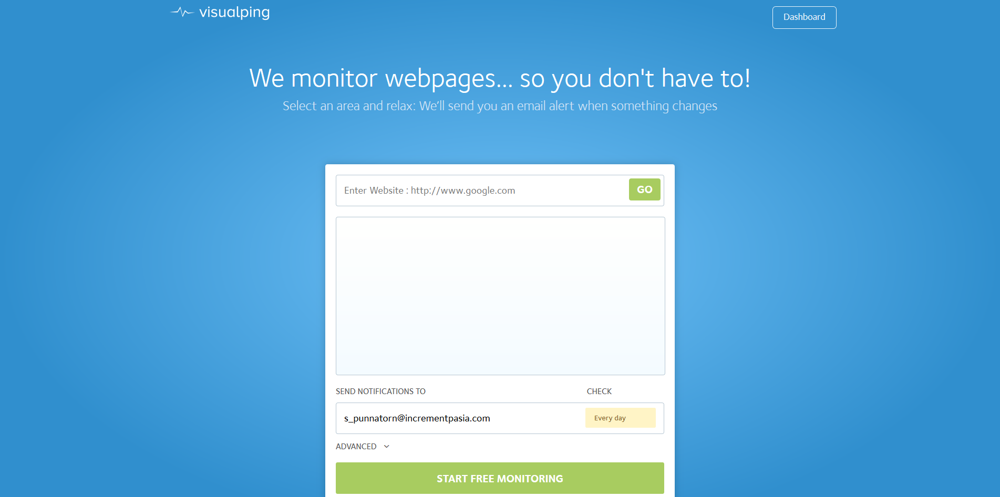 visualping
Dashboard
We monitor webpages... so you don't have to!
Select an area and relax: We’ll send you an email alert when something changes
Enter Website : http://www.google.com
GO
SEND NOTIFICATIONS TO
CHECK
s_punnatorn@incrementpasia.com
Every day
ADVANCED
START FREE MONITORING